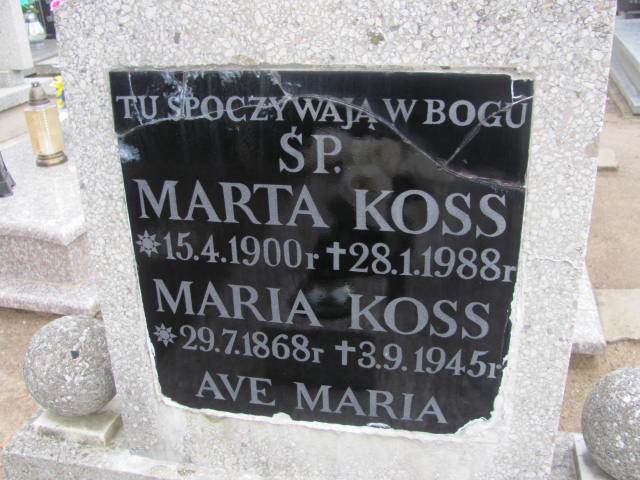 TU SPOCZYWAJĄ W BOGU
ŚP.
MARTA KOSS
15.4.1900r ✝ 28.1.1988r
MARIA KOSS
29.7.1868r ✝ 3.9.1945r
AVE MARIA